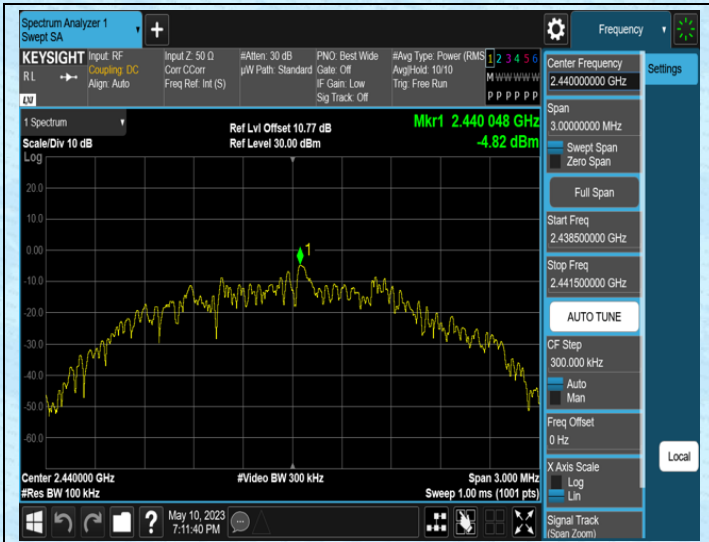 Spectrum Analyzer 1
Swept SA
Frequency
KEYSIGHT
R L
LXI
Input: RF
Coupling: DC
Align: Auto
Input Z: 50 Ω
Corr CCorr
Freq Ref: Int (S)
#Atten: 30 dB
µW Path: Standard
PNO: Best Wide
Gate: Off
IF Gain: Low
Sig Track: Off
#Avg Type: Power (RMS
Avg|Hold: 10/10
Trig: Free Run
1 2 3 4 5 6
M W W W W W
P P P P P P
1 Spectrum
Scale/Div 10 dB
Log
Ref Lvl Offset 10.77 dB
Ref Level 30.00 dBm
Mkr1 2.440 048 GHz
-4.82 dBm
1
20.0
10.0
0.00
-10.0
-20.0
-30.0
-40.0
-50.0
-60.0
Center 2.440000 GHz
#Res BW 100 kHz
#Video BW 300 kHz
Span 3.000 MHz
Sweep 1.00 ms (1001 pts)
Center Frequency
2.440000000 GHz
Settings
Span
3.00000000 MHz
Swept Span
Zero Span
Full Span
Start Freq
2.438500000 GHz
Stop Freq
2.441500000 GHz
AUTO TUNE
CF Step
300.000 kHz
Auto
Man
Freq Offset
0 Hz
X Axis Scale
Log
Lin
Signal Track
(Span Zoom)
Local
?
May 10, 2023
7:11:40 PM